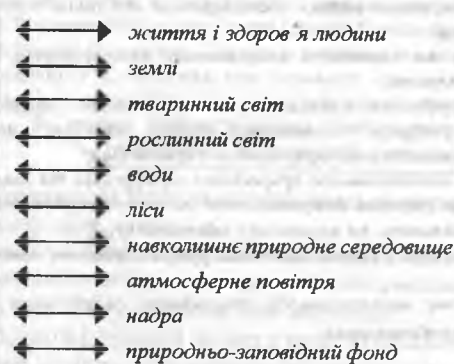 життя і здоров я людини
землі
тваринний світ
рослинний світ
води
ліси
навколишнє природне середовище
атмосферне повітря
надра
природньо-заповідний фонд